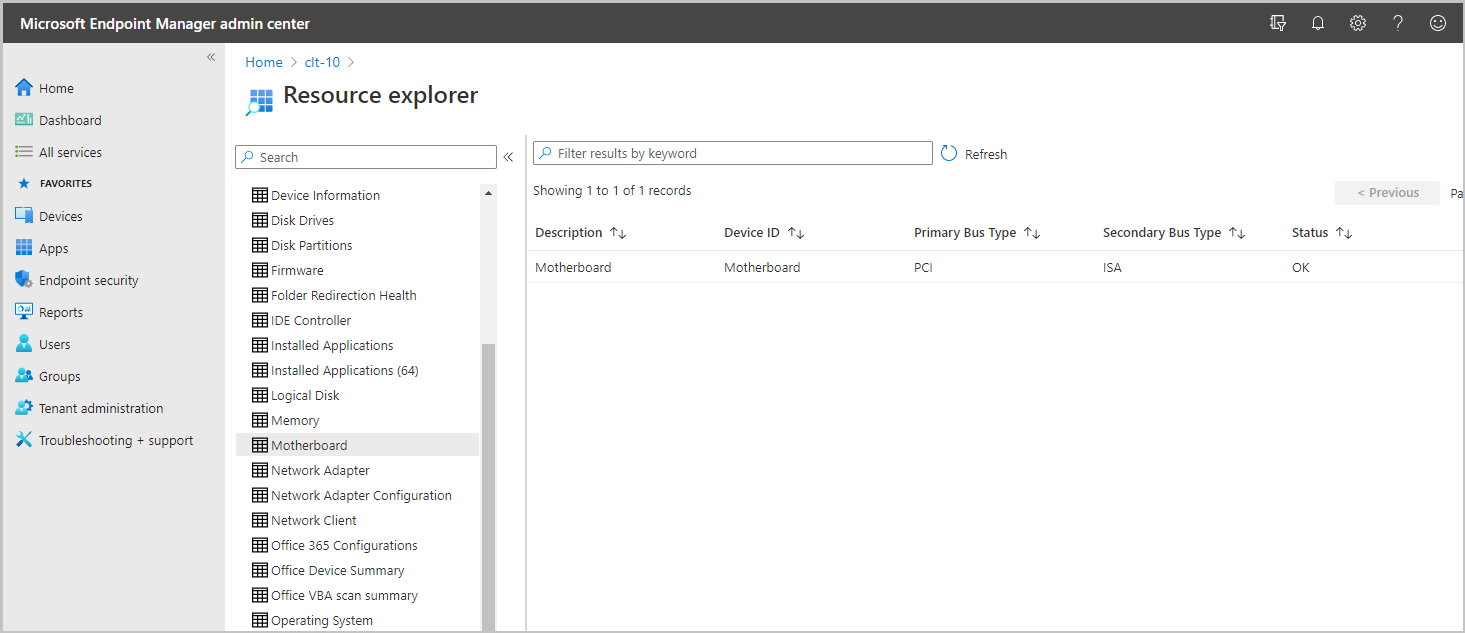 Microsoft Endpoint Manager admin center
Home
Dashboard
All services
FAVORITES
Devices
Apps
Endpoint security
Reports
Users
Groups
Tenant administration
Troubleshooting + support
Home > clt-10 >
Resource explorer
Search
Device Information
Disk Drives
Disk Partitions
Firmware
Folder Redirection Health
IDE Controller
Installed Applications
Installed Applications (64)
Logical Disk
Memory
Motherboard
Network Adapter
Network Adapter Configuration
Network Client
Office 365 Configurations
Office Device Summary
Office VBA scan summary
Operating System
Filter results by keyword
Refresh
Showing 1 to 1 of 1 records
< Previous
Pa
Description Device ID Primary Bus Type Secondary Bus Type Status
Motherboard Motherboard PCI ISA OK